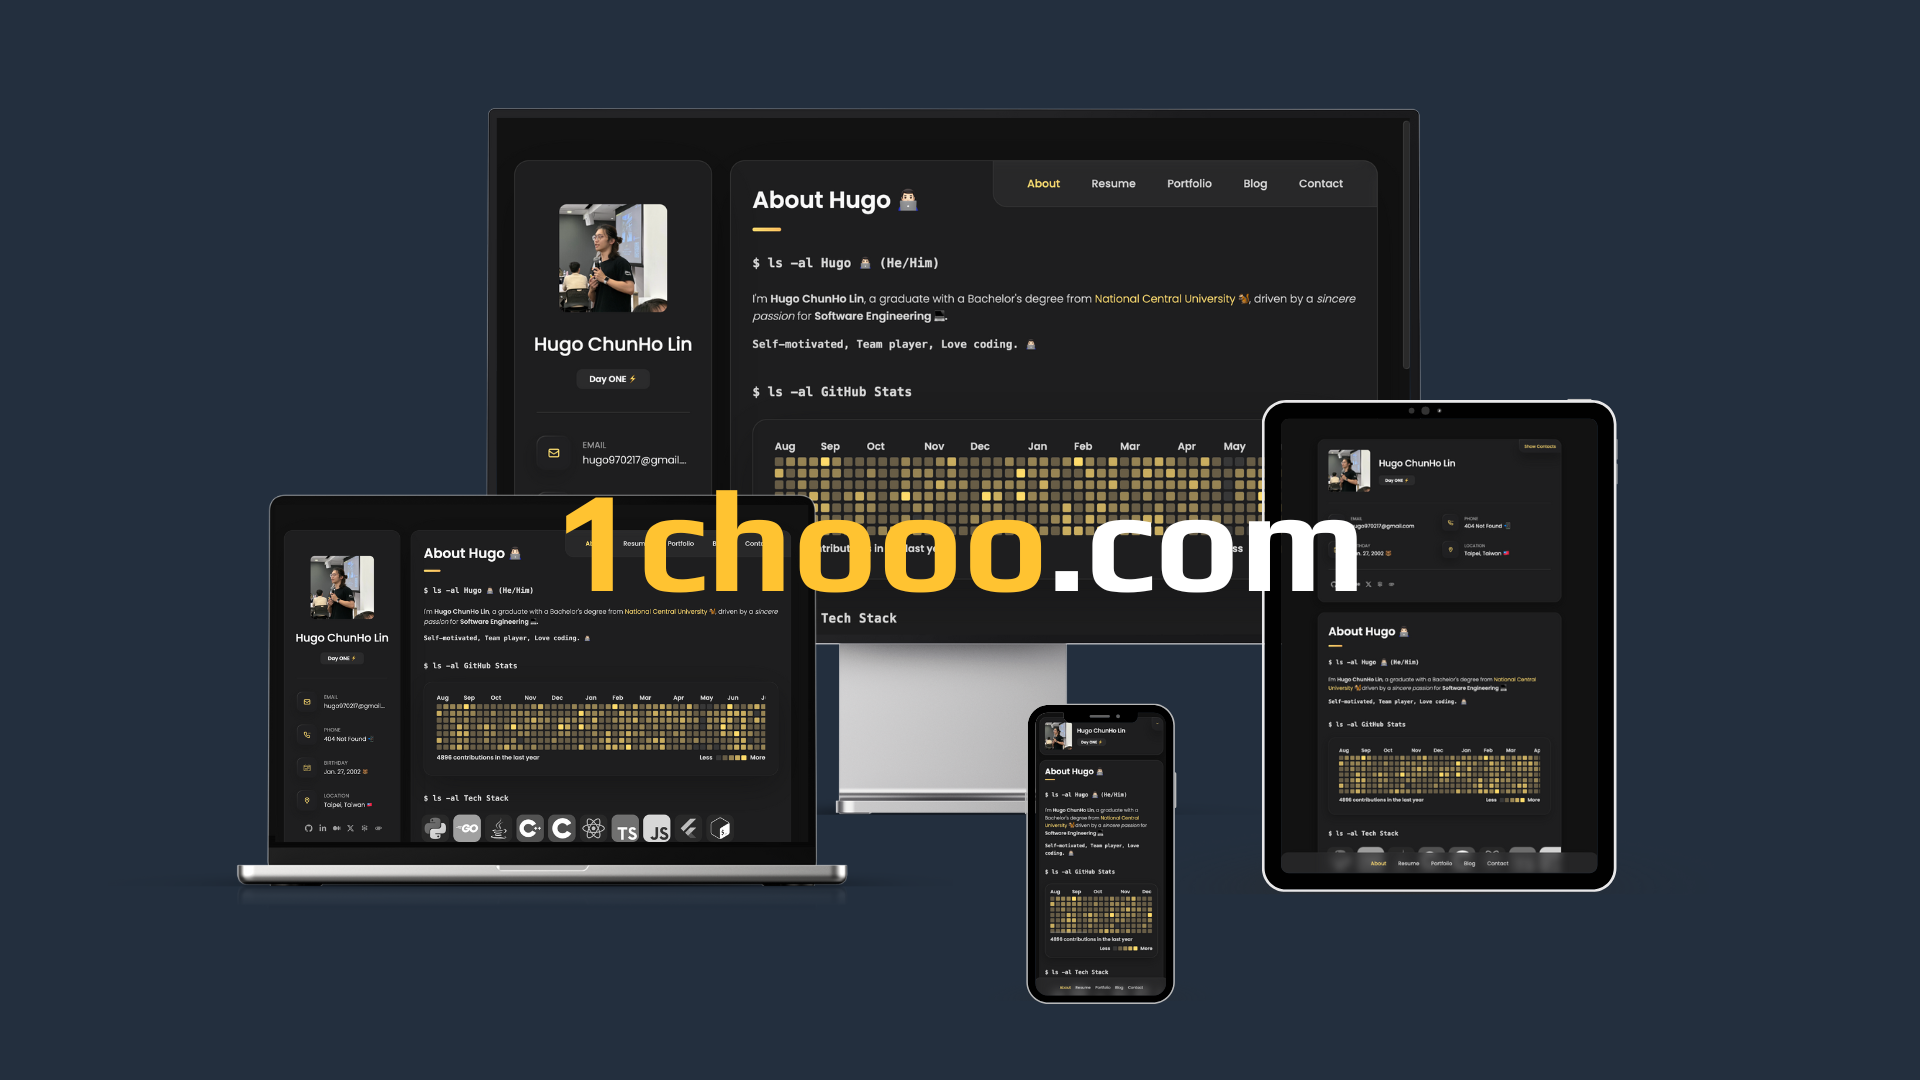 About
Resume
Portfolio
Blog
Contact
About Hugo
$ ls -al Hugo (He/Him)
I'm Hugo ChunHo Lin, a graduate with a Bachelor's degree from National Central University, driven by a sincere
passion for Software Engineering.
Self-motivated, Team player, Love coding.
$ ls -al GitHub Stats
Aug Sep Oct Nov Dec Jan Feb Mar Apr May
Tech Stack
Hugo ChunHo Lin
Day ONE
EMAIL
hugo970217@gmail...
1chooo.com
Hugo ChunHo Lin
Day ONE
EMAIL
hugo970217@gmail...
PHONE
404 Not Found
BIRTHDAY
Jan. 27, 2002
LOCATION
Taipei, Taiwan
Resum
Portfolio
About Hugo
$ ls -al Hugo (He/Him)
I'm Hugo ChunHo Lin, a graduate with a Bachelor's degree from National Central University, driven by a sincere
passion for Software Engineering
Self-motivated, Team player, Love coding.
$ ls -al GitHub Stats
Aug Sep Oct Nov Dec Jan Feb Mar Apr May Jun J
4896 contributions in the last year
Less More
$ ls -al Tech Stack
GO
C++
C
TS
JS
Show Contacts
Hugo ChunHo Lin
Day ONE
EMAIL
hugo970217@gmail.com
PHONE
404 Not Found
LOCATION
Taipei, Taiwan
About Hugo
$ ls -al Hugo (He/Him)
I'm Hugo ChunHo Lin, a graduate with a Bachelor's degree from National Central
University, driven by a sincere passion for Software Engineering
Self-motivated, Team player, Love coding.
$ ls -al GitHub Stats
Aug Sep Oct Nov Dec Jan Feb Mar Ap
4896 contributions in the last year
Less More
$ ls -al Tech Stack
About Resume Portfolio Blog Contact
Hugo ChunHo Lin
Day ONE
About Hugo
$ ls -al Hugo (He/Him)
I'm Hugo ChunHo Lin, a graduate with a
Bachelor's degree from National Central
University, driven by a sincere passion for
Software Engineering
Self-motivated, Team player, Love
coding.
$ ls -al GitHub Stats
Aug Sep Oct Nov Dec
4896 contributions in the last year
Less More
$ ls -al Tech Stack
About Resume Portfolio Blog Contact